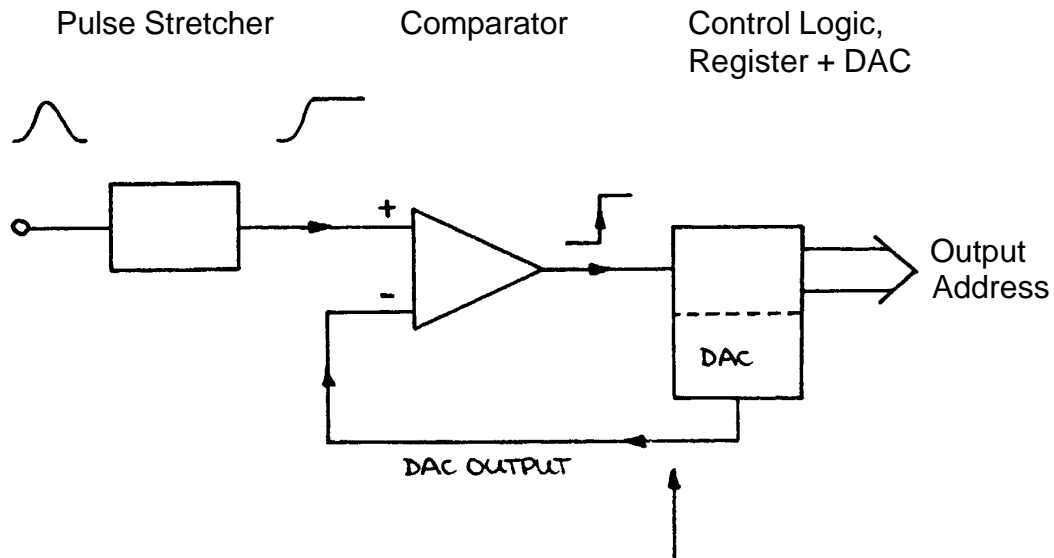 Pulse Stretcher
Comparator
Control Logic,
Register + DAC
+
-
DAC
DAC OUTPUT
Output
Address